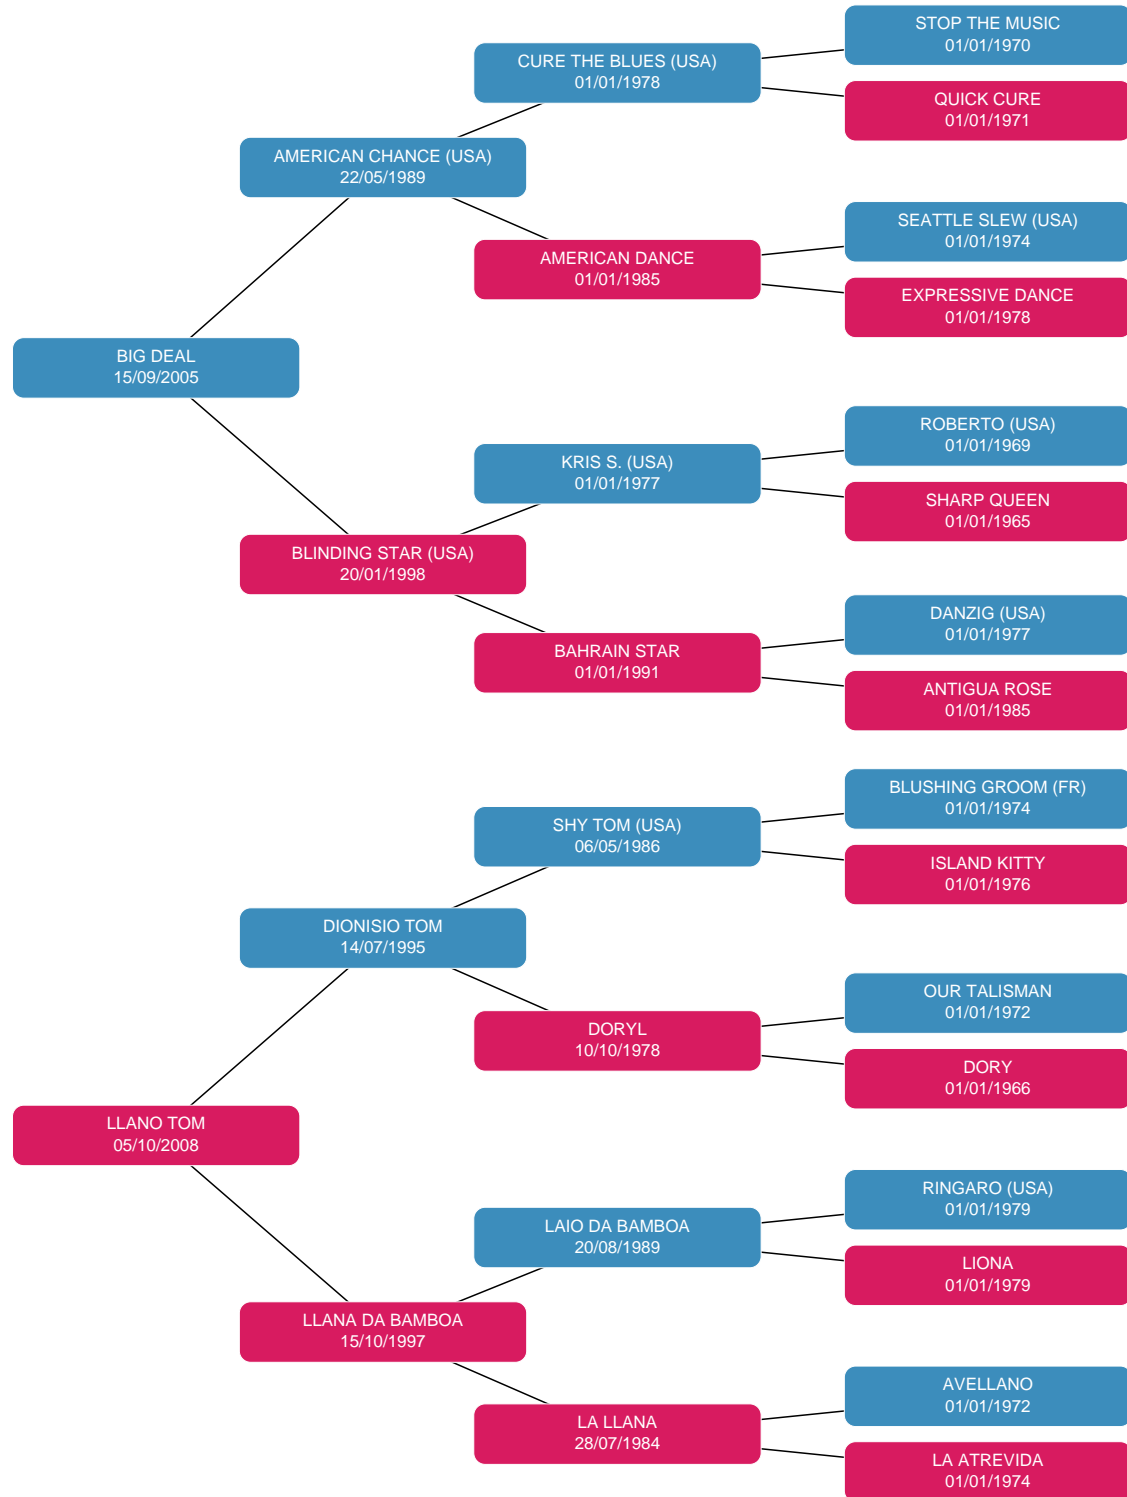 STOP THE MUSIC
01/01/1970
CURE THE BLUES (USA)
01/01/1978
QUICK CURE
01/01/1971
AMERICAN CHANCE (USA)
22/05/1989
SEATTLE SLEW (USA)
01/01/1974
AMERICAN DANCE
01/01/1985
EXPRESSIVE DANCE
01/01/1978
BIG DEAL
15/09/2005
ROBERTO (USA)
01/01/1969
KRIS S. (USA)
01/01/1977
SHARP QUEEN
01/01/1965
BLINDING STAR (USA)
20/01/1998
DANZIG (USA)
01/01/1977
BAHRAIN STAR
01/01/1991
ANTIGUA ROSE
01/01/1985
BLUSHING GROOM (FR)
01/01/1974
SHY TOM (USA)
06/05/1986
ISLAND KITTY
01/01/1976
DIONISIO TOM
14/07/1995
OUR TALISMAN
01/01/1972
DORYL
10/10/1978
DORY
01/01/1966
LLANO TOM
05/10/2008
RINGARO (USA)
01/01/1979
LAIO DA BAMBOA
20/08/1989
LIONA
01/01/1979
LLANA DA BAMBOA
15/10/1997
AVELLANO
01/01/1972
LA LLANA
28/07/1984
LA ATREVIDA
01/01/1974